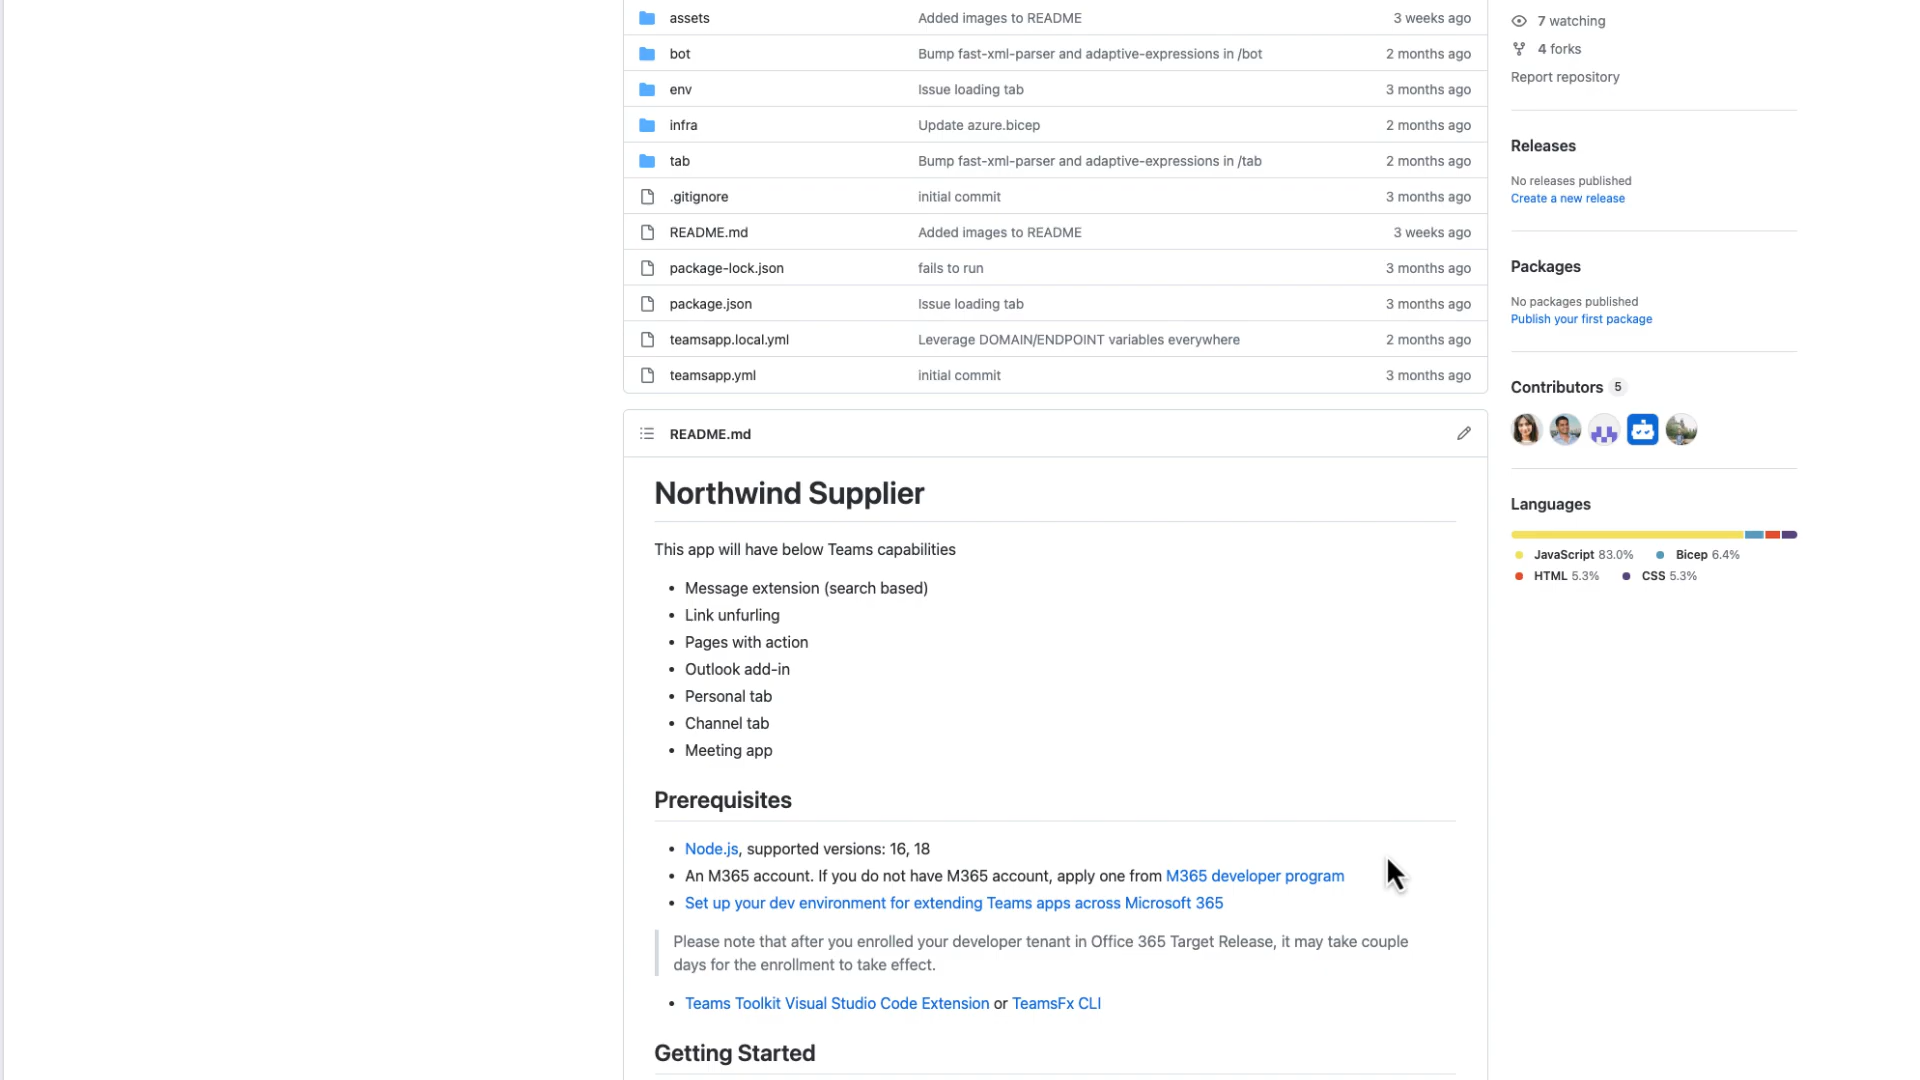 assets Added images to README 3 weeks ago
bot Bump fast-xml-parser and adaptive-expressions in /bot 2 months ago
env Issue loading tab 3 months ago
infra Update azure.bicep 2 months ago
tab Bump fast-xml-parser and adaptive-expressions in /tab 2 months ago
.gitignore initial commit 3 months ago
README.md Added images to README 3 weeks ago
package-lock.json fails to run 3 months ago
package.json Issue loading tab 3 months ago
teamsapp.local.yml Leverage DOMAIN/ENDPOINT variables everywhere 2 months ago
teamsapp.yml initial commit 3 months ago
README.md
Northwind Supplier
This app will have below Teams capabilities
• Message extension (search based)
• Link unfurling
• Pages with action
• Outlook add-in
• Personal tab
• Channel tab
• Meeting app
Prerequisites
• Node.js, supported versions: 16, 18
• An M365 account. If you do not have M365 account, apply one from M365 developer program
• Set up your dev environment for extending Teams apps across Microsoft 365
Please note that after you enrolled your developer tenant in Office 365 Target Release, it may take couple
days for the enrollment to take effect.
• Teams Toolkit Visual Studio Code Extension or TeamsFx CLI
Getting Started
7 watching
4 forks
Report repository
Releases
No releases published
Create a new release
Packages
No packages published
Publish your first package
Contributors 5
Languages
JavaScript 83.0% Bicep 6.4%
HTML 5.3% CSS 5.3%